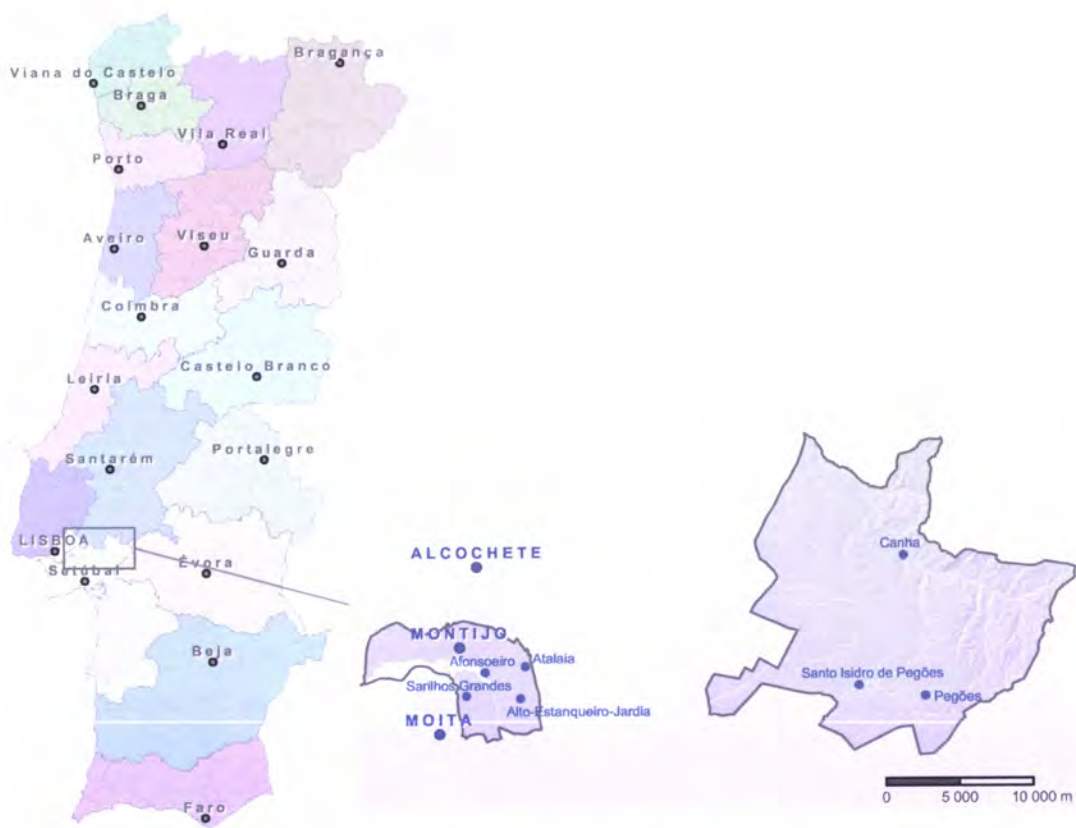 Bragança
Viana do Castelo
Braga
Vila Real
Porto
Aveiro
Viseu
Guarda
Coimbra
Castelo Branco
Leiria
Portalegre
Santarém
LISBOA
Setúbal
Évora
Beja
Faro
ALCOCHETE
MONTIJO
Afonsoeiro
Atalaia
Sarilhos Grandes
Alto-Estanqueiro-Jardia
MOITA
Canha
Santo Isidro de Pegões
Pegões
0 5 000 10 000 m